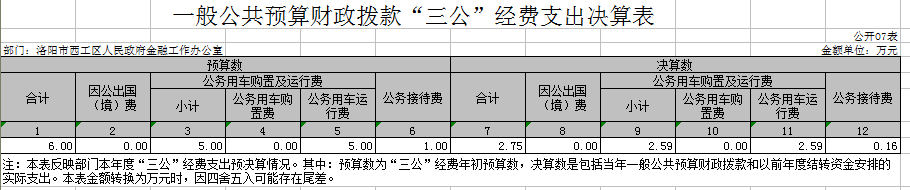 一般公共预算财政拨款“三公”经费支出决算表
公开07表
部门：洛阳市西工区人民政府金融工作办公室 金额单位：万元
预算数 决算数
合计 因公出国（境）费 公务用车购置及运行费 公务接待费 合计 因公出国（境）费 公务用车购置及运行费 公务接待费
小计 公务用车购置费 公务用车运行费 小计 公务用车购置费 公务用车运行费
1 2 3 4 5 6 7 8 9 10 11 12
6.00 0.00 5.00 0.00 5.00 1.00 2.75 0.00 2.59 0.00 2.59 0.16
注：本表反映部门本年度“三公”经费支出预决算情况。其中：预算数为“三公”经费年初预算数，决算数是包括当年一般公共预算财政拨款和以前年度结转资金安排的
实际支出。本表金额转换为万元时，因四舍五入可能存在尾差。